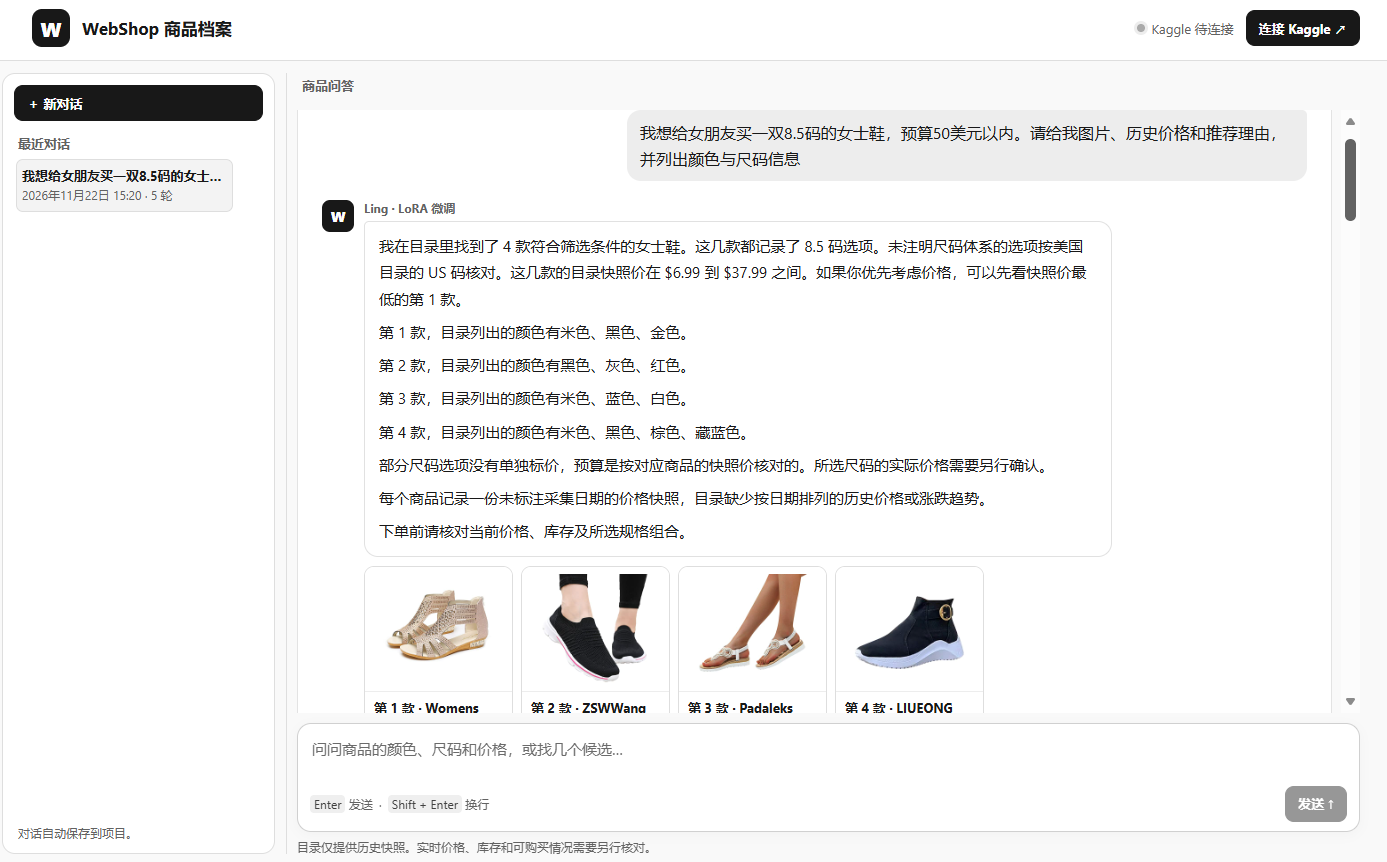 W WebShop 商品档案
Kaggle 待连接
连接 Kaggle ↗
+ 新对话
最近对话
我想给女朋友买一双8.5码的女士...
2026年11月22日 15:20 · 5 轮
对话自动保存到项目。
商品问答
我想给女朋友买一双8.5码的女士鞋，预算50美元以内。请给我图片、历史价格和推荐理由，
并列出颜色与尺码信息
W
Ling · LoRA 微调
我在目录里找到了 4 款符合筛选条件的女士鞋。这几款都记录了 8.5 码选项。未注明尺码体系的选项按美国
目录的 US 码核对。这几款的目录快照价在 $6.99 到 $37.99 之间。如果你优先考虑价格，可以先看快照价最
低的第 1 款。
第 1 款，目录列出的颜色有米色、黑色、金色。
第 2 款，目录列出的颜色有黑色、灰色、红色。
第 3 款，目录列出的颜色有米色、蓝色、白色。
第 4 款，目录列出的颜色有米色、黑色、棕色、藏蓝色。
部分尺码选项没有单独标价，预算是按对应商品的快照价核对的。所选尺码的实际价格需要另行确认。
每个商品记录一份未标注采集日期的价格快照，目录缺少按日期排列的历史价格或涨跌趋势。
下单前请核对当前价格、库存及所选规格组合。
第 1 款 · Womens
第 2 款 · ZSWWang
第 3 款 · Padaleks
第 4 款 · LIUEONG
问问商品的颜色、尺码和价格，或找几个候选...
Enter 发送 · Shift + Enter 换行
发送 ↑
目录仅提供历史快照。实时价格、库存和可购买情况需要另行核对。